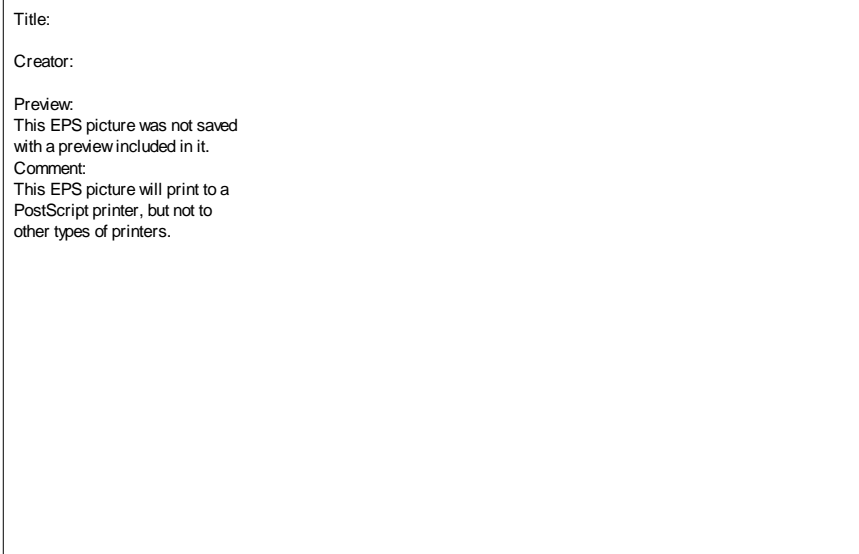 Title:
Creator:
Preview:
This EPS picture was not saved
with a preview included in it.
Comment:
This EPS picture will print to a
PostScript printer, but not to
other types of printers.